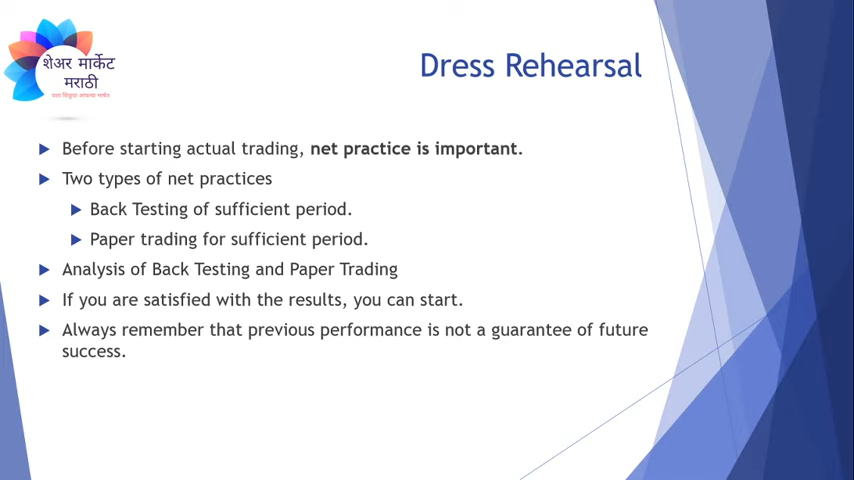 शेअर मार्केट
मराठी
Dress Rehearsal
Before starting actual trading, net practice is important.
Two types of net practices
Back Testing of sufficient period.
Paper trading for sufficient period.
Analysis of Back Testing and Paper Trading
If you are satisfied with the results, you can start.
Always remember that previous performance is not a guarantee of future
success.